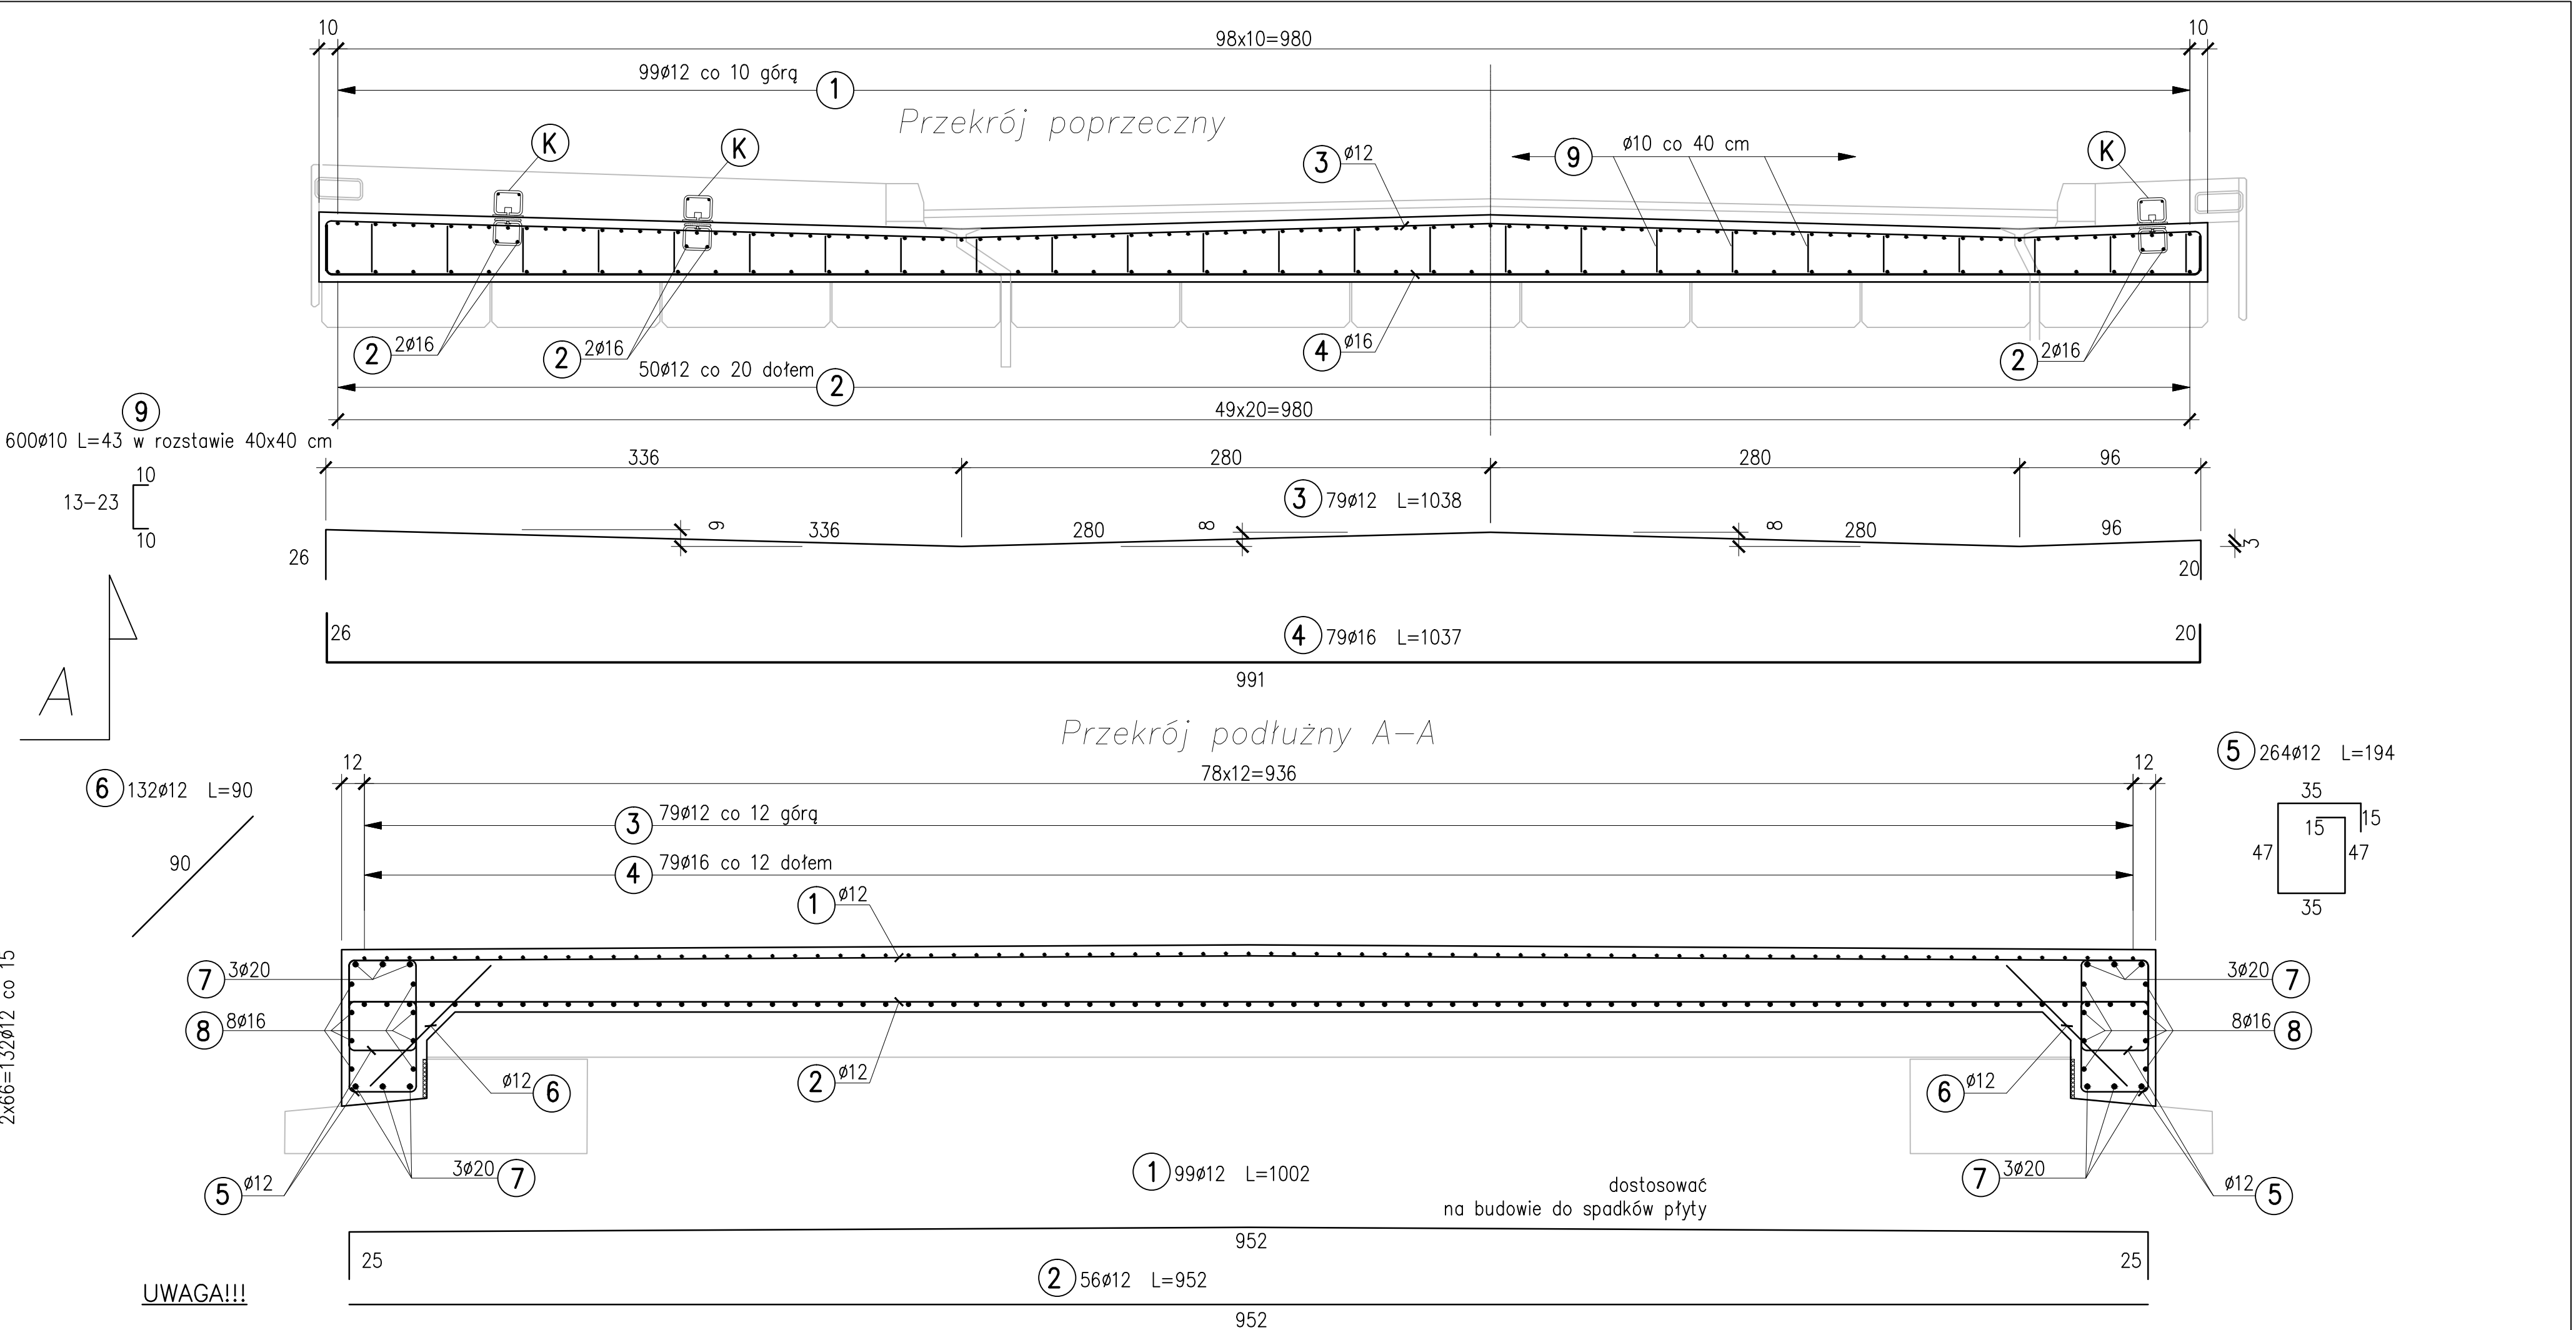 10
98x10=980
10
99ø12 co 10 górą
1
Przekrój poprzeczny
K
K
3 ø12
9 ø10 co 40 cm
K
2 2ø16
2 2ø16
4 ø16
2 2ø16
50ø12 co 20 dołem
2
49x20=980
9
600ø10 L=43 w rozstawie 40x40 cm
10
13-23
10
336
280
280
96
3 79ø12 L=1038
9
336
280
8
8
280
96
3
26
20
26
4 79ø16 L=1037
20
991
A
Przekrój podłużny A-A
12
78x12=936
12
6 132ø12 L=90
90
5 264ø12 L=194
35
15
15
47
47
35
3 79ø12 co 12 górą
4 79ø16 co 12 dołem
1 ø12
2x66=132ø12 co 15
7 3ø20
3ø20 7
8 8ø16
8ø16 8
ø12 6
2 ø12
6 ø12
5 ø12
3ø20 7
7 3ø20
ø12 5
1 99ø12 L=1002
dostosować
na budowie do spadków płyty
952
25
25
2 56ø12 L=952
UWAGA!!!
952